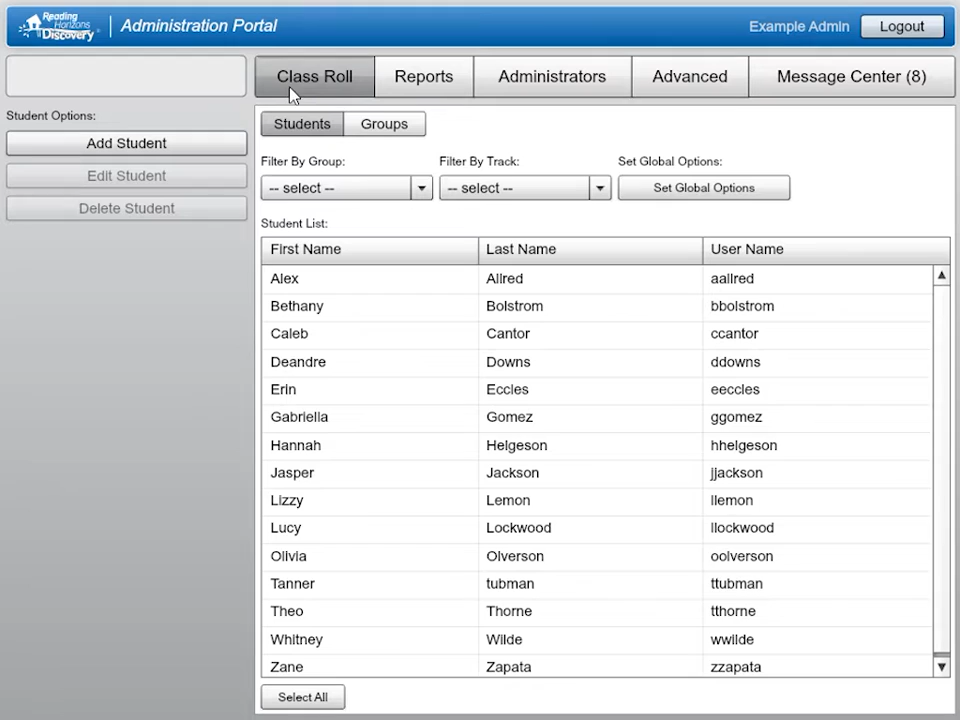 Reading Horizons Discovery
Administration Portal
Example Admin
Logout
Class Roll
Reports
Administrators
Advanced
Message Center (8)
Student Options:
Add Student
Edit Student
Delete Student
Students
Groups
Filter By Group:
Filter By Track:
Set Global Options:
-- select --
-- select --
Set Global Options
Student List:
First Name Last Name User Name
Alex Allred aallred
Bethany Bolstrom bbolstrom
Caleb Cantor ccantor
Deandre Downs ddowns
Erin Eccles eeccles
Gabriella Gomez ggomez
Hannah Helgeson hhelgeson
Jasper Jackson jjackson
Lizzy Lemon llemon
Lucy Lockwood llockwood
Olivia Olverson oolverson
Tanner tubman ttubman
Theo Thorne tthorne
Whitney Wilde wwilde
Zane Zapata zzapata
Select All